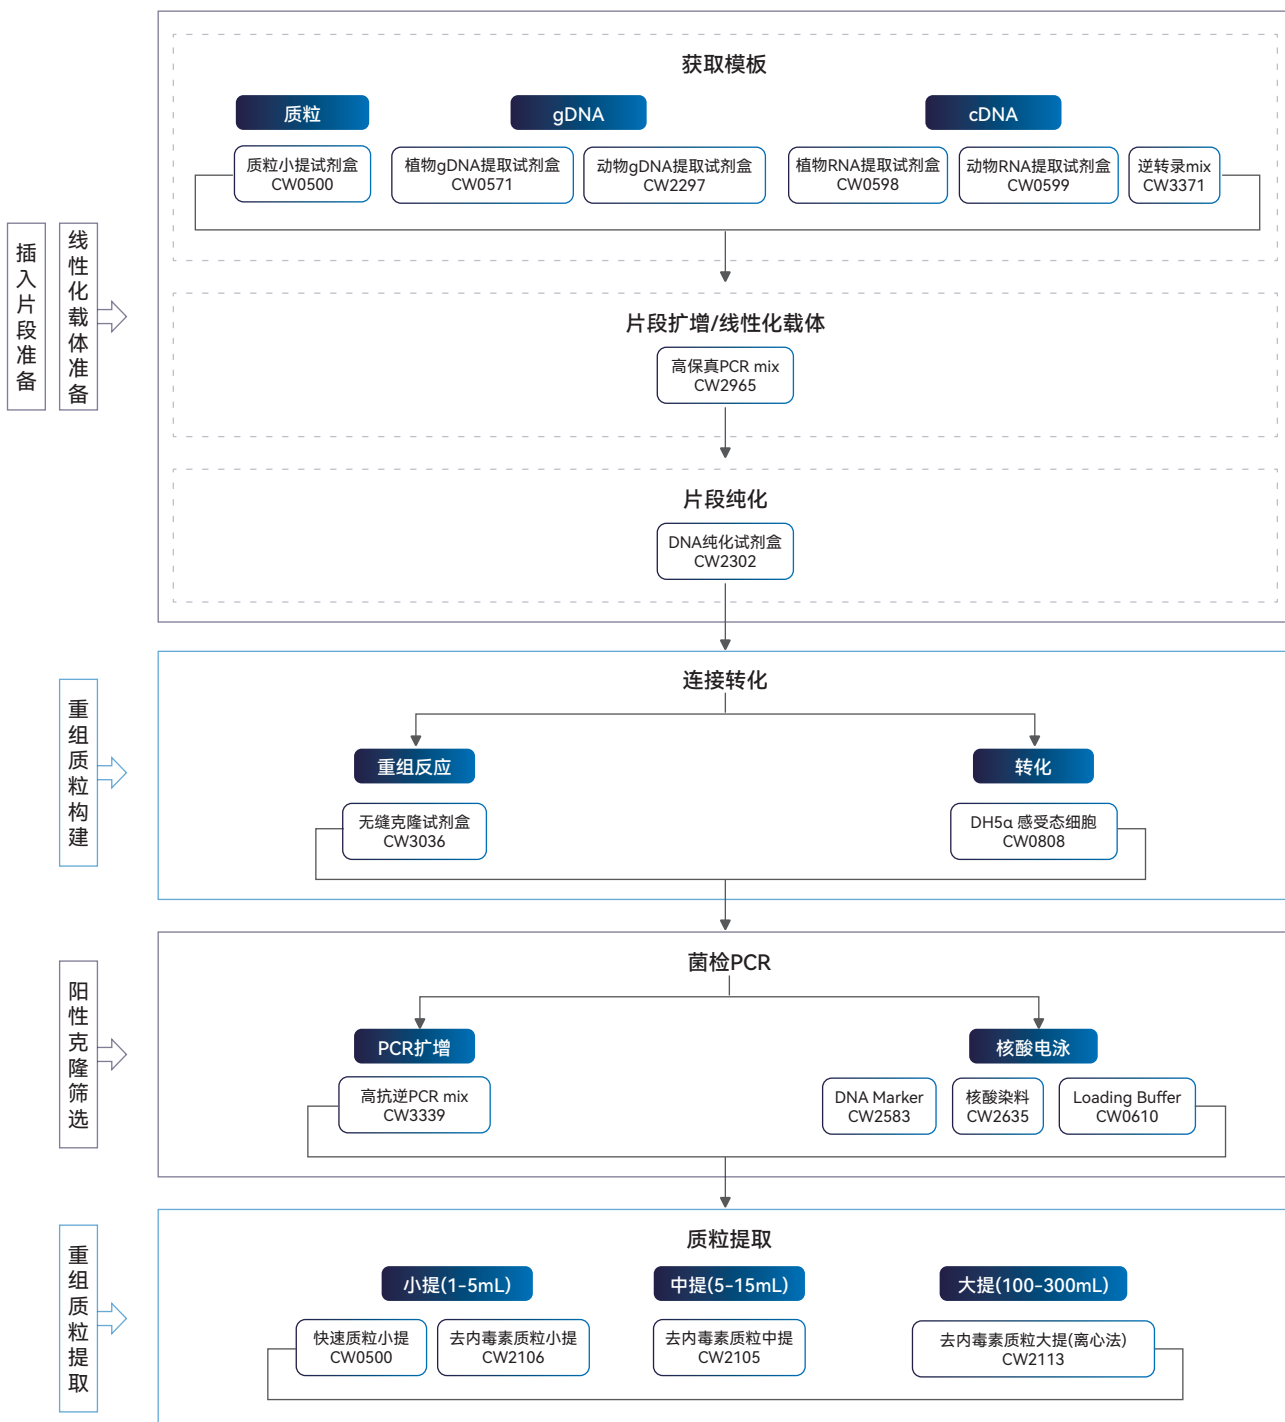 插入片段准备
线性化载体准备
获取模板
质粒
gDNA
cDNA
质粒小提试剂盒
CW0500
植物gDNA提取试剂盒
CW0571
动物gDNA提取试剂盒
CW2297
植物RNA提取试剂盒
CW0598
动物RNA提取试剂盒
CW0599
逆转录mix
CW3371
片段扩增/线性化载体
高保真PCR mix
CW2965
片段纯化
DNA纯化试剂盒
CW2302
重组质粒构建
连接转化
重组反应
转化
无缝克隆试剂盒
CW3036
DH5α 感受态细胞
CW0808
阳性克隆筛选
菌检PCR
PCR扩增
核酸电泳
高抗逆PCR mix
CW3339
DNA Marker
CW2583
核酸染料
CW2635
Loading Buffer
CW0610
重组质粒提取
质粒提取
小提(1-5mL)
中提(5-15mL)
大提(100-300mL)
快速质粒小提
CW0500
去内毒素质粒小提
CW2106
去内毒素质粒中提
CW2105
去内毒素质粒大提(离心法)
CW2113